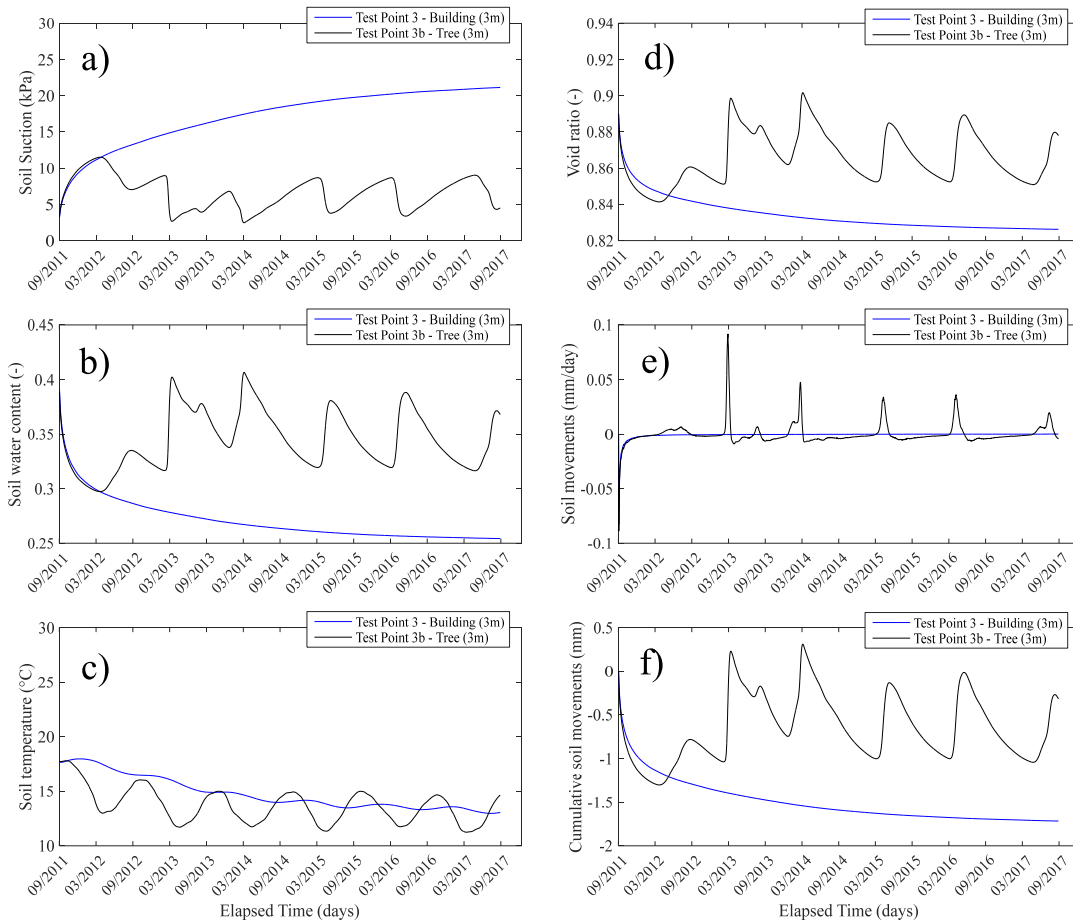 Test Point 3 - Building (3m)
Test Point 3b - Tree (3m)
a)
Soil Suction (kPa)
30
25
20
15
10
5
0
09/2011 03/2012 09/2012 03/2013 09/2013 03/2014 09/2014 03/2015 09/2015 03/2016 09/2016 03/2017 09/2017
Test Point 3 - Building (3m)
Test Point 3b - Tree (3m)
d)
Void ratio (-)
0.94
0.92
0.9
0.88
0.86
0.84
0.82
09/2011 03/2012 09/2012 03/2013 09/2013 03/2014 09/2014 03/2015 09/2015 03/2016 09/2016 03/2017 09/2017
Test Point 3 - Building (3m)
Test Point 3b - Tree (3m)
b)
Soil water content (-)
0.45
0.4
0.35
0.3
0.25
09/2011 03/2012 09/2012 03/2013 09/2013 03/2014 09/2014 03/2015 09/2015 03/2016 09/2016 03/2017 09/2017
Test Point 3 - Building (3m)
Test Point 3b - Tree (3m)
e)
Soil movements (mm/day)
0.1
0.05
0
-0.05
-0.1
09/2011 03/2012 09/2012 03/2013 09/2013 03/2014 09/2014 03/2015 09/2015 03/2016 09/2016 03/2017 09/2017
Test Point 3 - Building (3m)
Test Point 3b - Tree (3m)
c)
Soil temperature (°C)
30
25
20
15
10
09/2011 03/2012 09/2012 03/2013 09/2013 03/2014 09/2014 03/2015 09/2015 03/2016 09/2016 03/2017 09/2017
Elapsed Time (days)
Test Point 3 - Building (3m)
Test Point 3b - Tree (3m)
f)
Cumulative soil movements (mm)
0.5
0
-0.5
-1
-1.5
-2
09/2011 03/2012 09/2012 03/2013 09/2013 03/2014 09/2014 03/2015 09/2015 03/2016 09/2016 03/2017 09/2017
Elapsed Time (days)